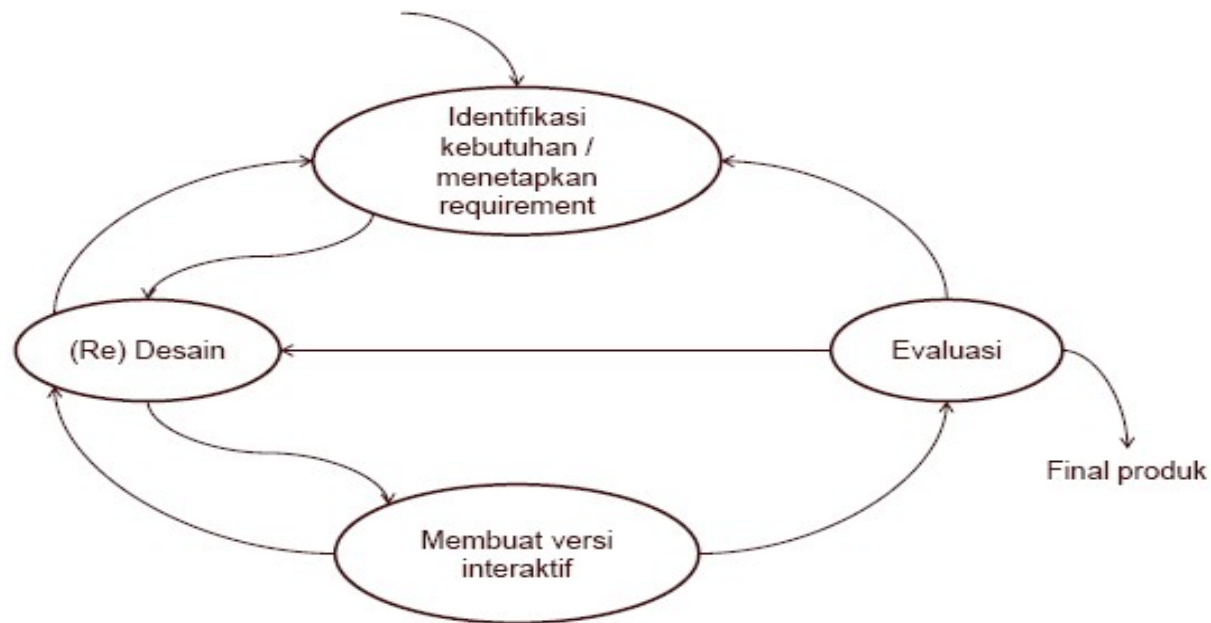 Identifikasi
kebutuhan /
menetapkan
requirement
(Re) Desain
Evaluasi
Final produk
Membuat versi
interaktif